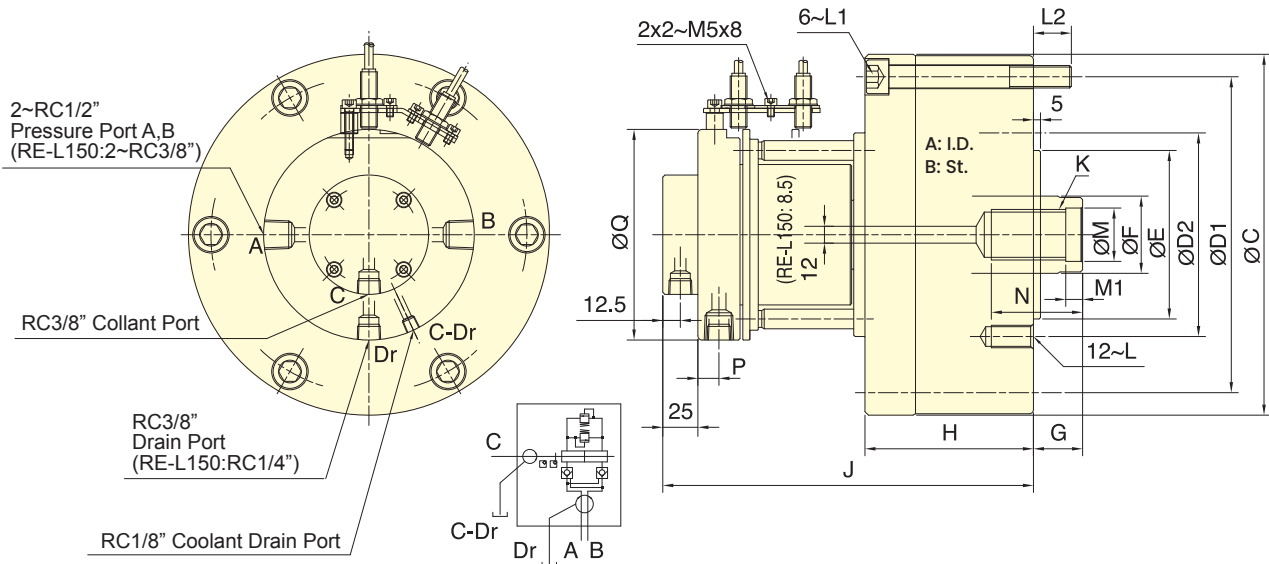 2~RC1/2”
Pressure Port A,B
(RE-L150:2~RC3/8”)
A
B
C
RC3/8” Collant Port
C-Dr
Dr
RC3/8”
Drain Port
(RE-L150:RC1/4”)
RC1/8” Coolant Drain Port
C
C-Dr
Dr
A
B
2x2~M5x8
6~L1
L2
5
A: I.D.
B: St.
K
ØQ
(RE-L150: 8.5)
12
ØM
ØF
ØE
ØD2
ØD1
ØC
N
M1
12.5
P
12~L
25
H
G
J